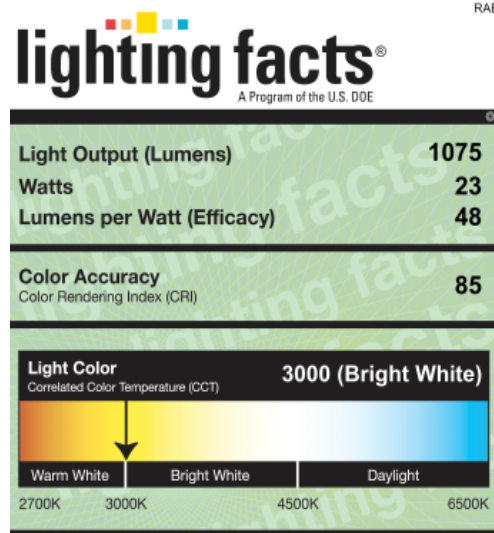 RAB
lighting facts®
A Program of the U.S. DOE
Light Output (Lumens) 1075
Watts 23
Lumens per Watt (Efficacy) 48
Color Accuracy 85
Color Rendering Index (CRI)
Light Color
Correlated Color Temperature (CCT)
3000 (Bright White)
Warm White Bright White Daylight
2700K 3000K 4500K 6500K